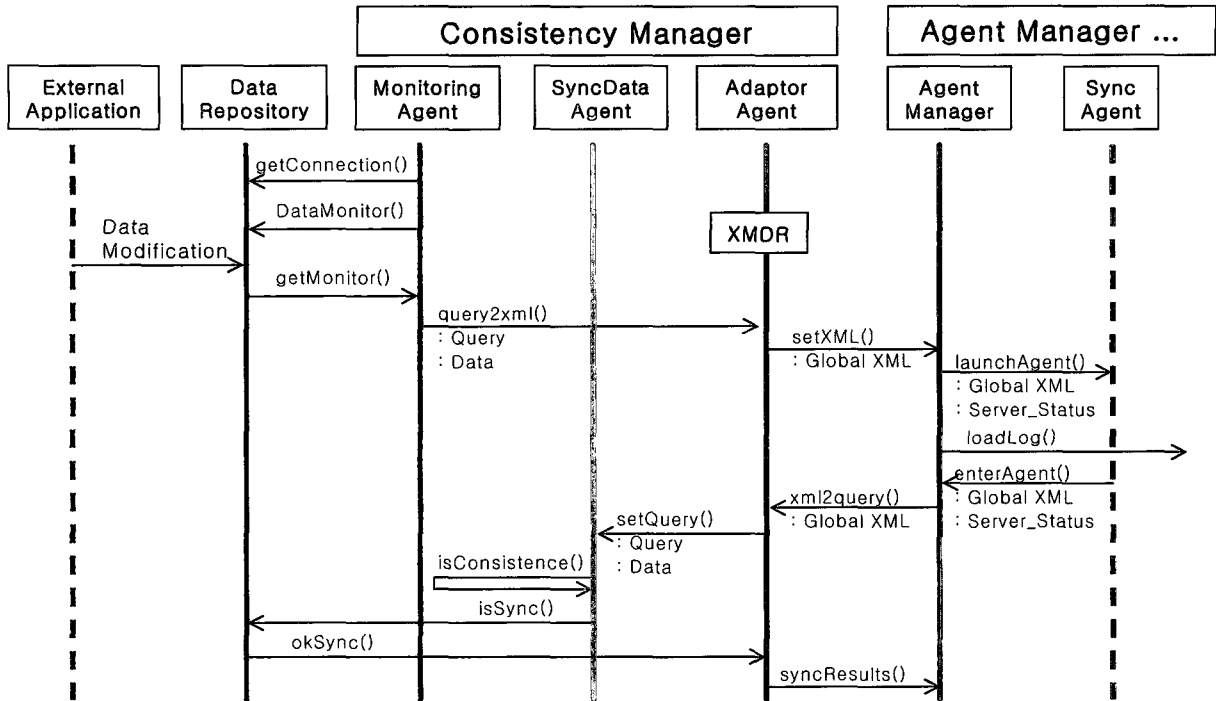 Consistency Manager
Agent Manager ...
External
Application
Data
Repository
Monitoring
Agent
SyncData
Agent
Adaptor
Agent
Agent
Manager
Sync
Agent
getConnection()
DataMonitor()
Data
Modification
XMDR
getMonitor()
query2xml()
: Query
: Data
setXML()
: Global XML
launchAgent()
: Global XML
: Server_Status
loadLog()
enterAgent()
: Global XML
: Server_Status
xml2query()
: Global XML
setQuery()
: Query
: Data
isConsistence()
isSync()
okSync()
syncResults()